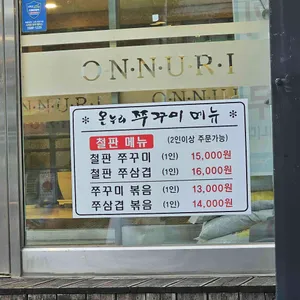 O·N·N·U·R·I
* 온누리 쭈꾸미 메뉴 *
철판 메뉴 (2인이상 주문가능)
철판 쭈꾸미 (1인) 15,000원
철판 쭈삼겹 (1인) 16,000원
쭈꾸미 볶음 (1인) 13,000원
쭈삼겹 볶음 (1인) 14,000원